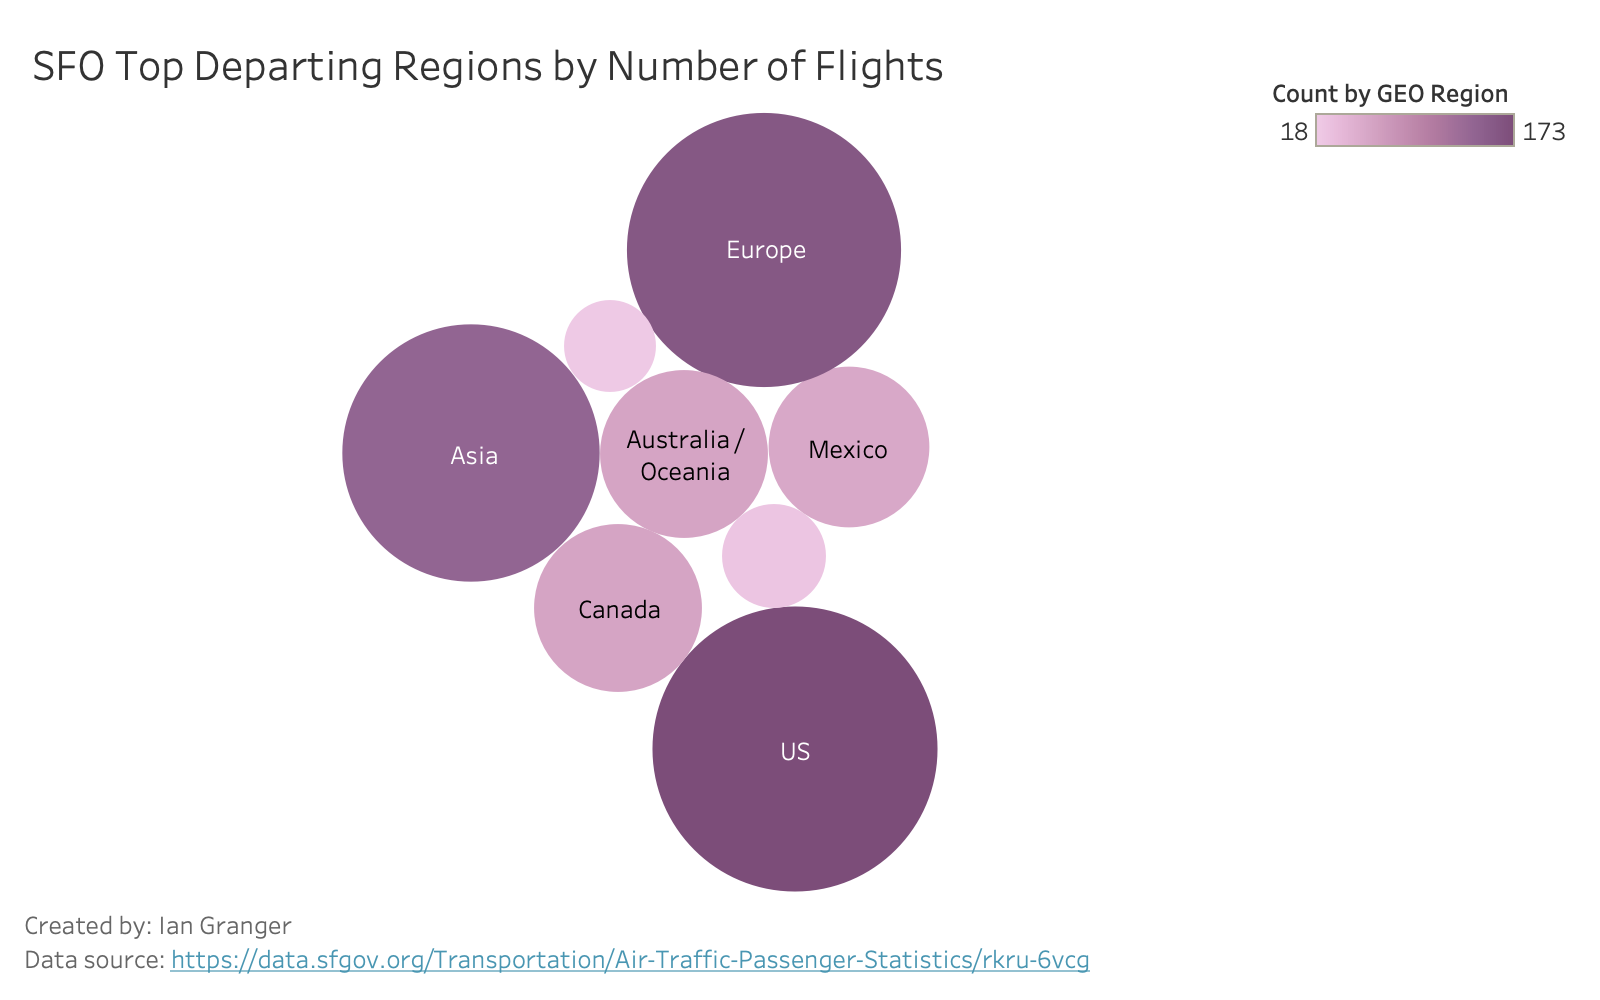 SFO Top Departing Regions by Number of Flights
Count by GEO Region
18 173
Europe
Asia
Australia /
Oceania
Mexico
Canada
US
Created by: Ian Granger
Data source: https://data.sfgov.org/Transportation/Air-Traffic-Passenger-Statistics/rkru-6vcg